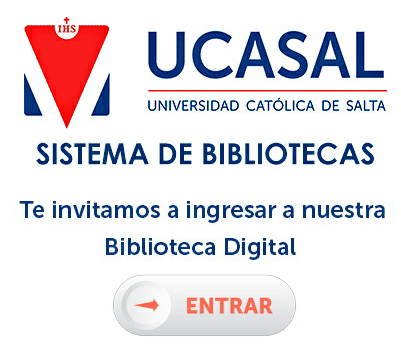 IHS
UCASAL
UNIVERSIDAD CATÓLICA DE SALTA
SISTEMA DE BIBLIOTECAS
Te invitamos a ingresar a nuestra
Biblioteca Digital
ENTRAR